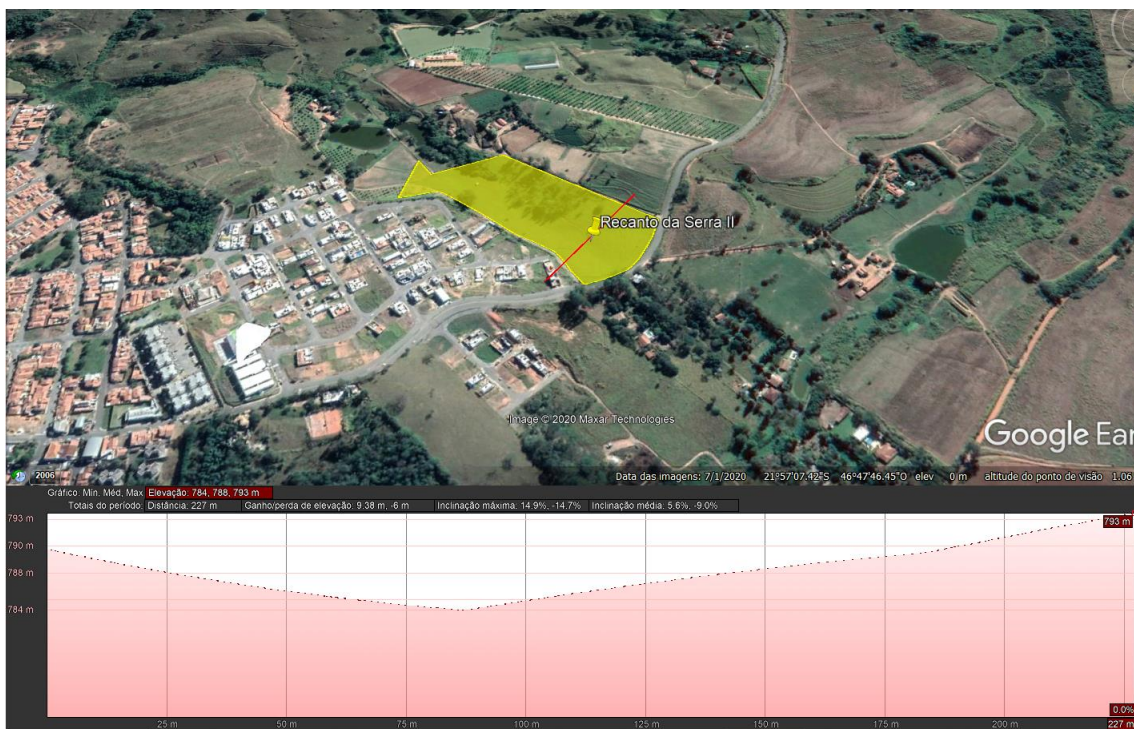 Recanto da Serra II
Image © 2020 Maxar Technologies
Google Ear
2006
Data das imagens: 7/1/2020 21°57'07.42"S 46°47'46.45"O elev 0 m altitude do ponto de visão 1.06
Gráfico: Mín, Méd, Máx Elevação: 784, 788, 793 m
Totais do período: Distância: 227 m Ganho/perda de elevação: 9.38 m, -6 m Inclinação máxima: 14.9%, -14.7% Inclinação média: 5.6%, -9.0%
793 m
793 m
790 m
788 m
784 m
0.0%
25 m 50 m 75 m 100 m 125 m 150 m 175 m 200 m 227 m